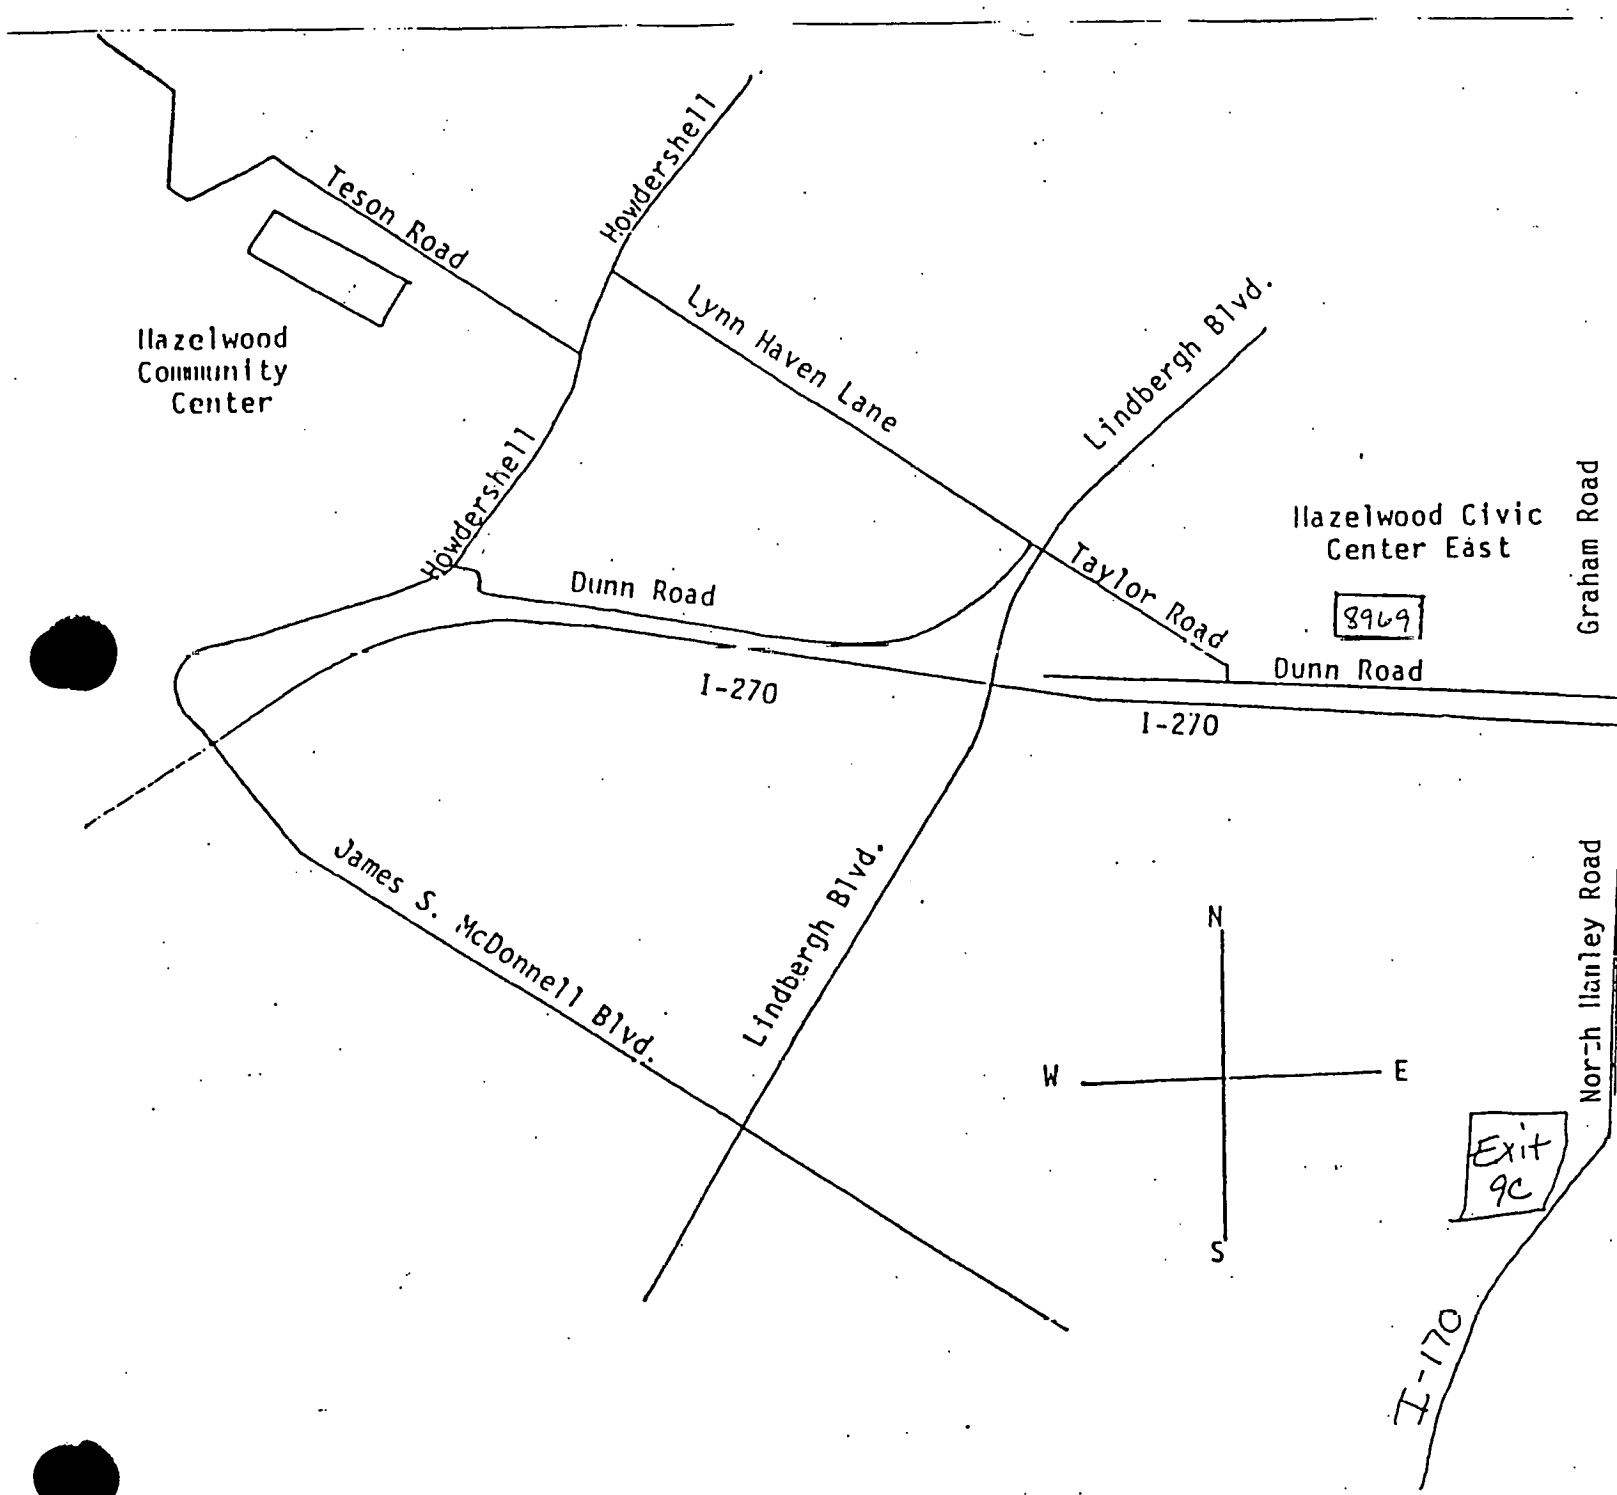 Howdershell
Teson Road
Lynn Haven Lane
Lindbergh Blvd.
Hazelwood
Community
Center
Howdershell
Hazelwood Civic
Center East
Graham Road
Taylor Road
Dunn Road
8969
Dunn Road
I-270
I-270
James S. McDonnell Blvd.
Lindbergh Blvd.
North Hanley Road
N
W
E
S
Exit
9C
I-170